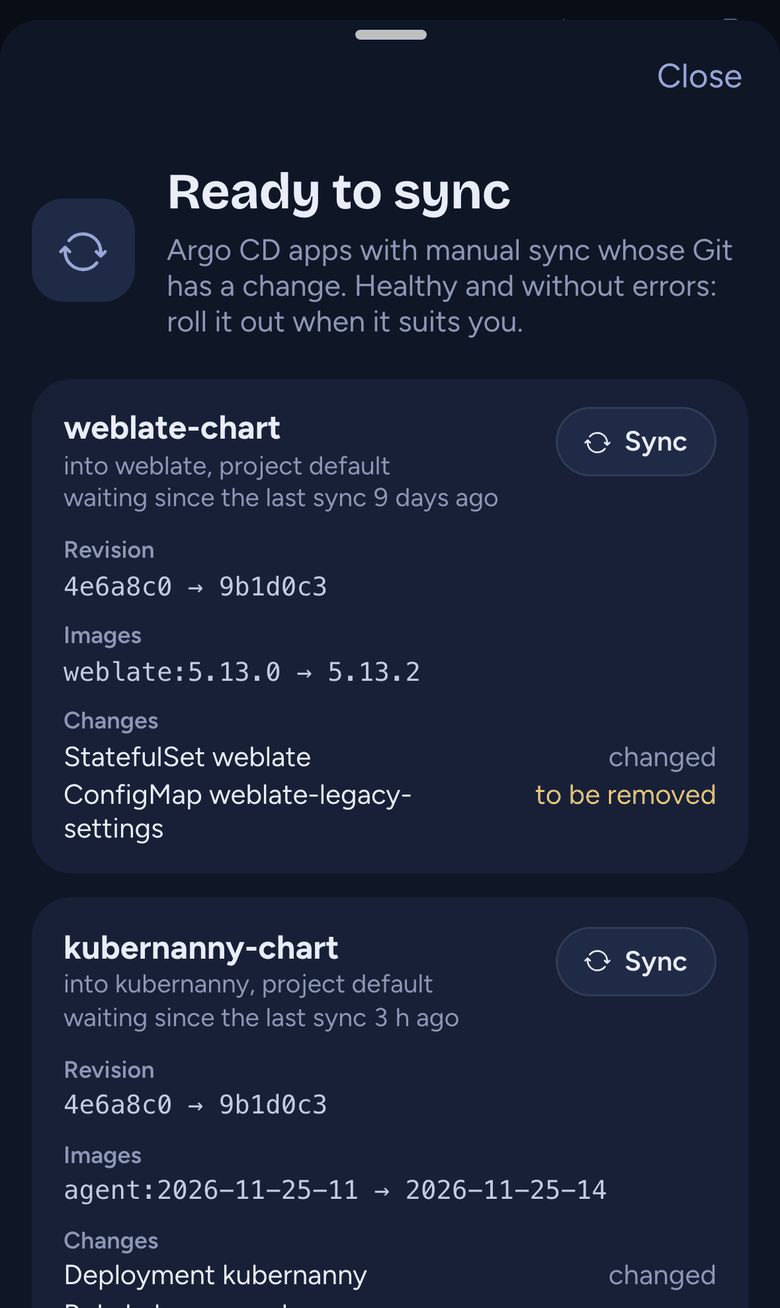 Close
Ready to sync
Argo CD apps with manual sync whose Git
has a change. Healthy and without errors:
roll it out when it suits you.
weblate-chart
Sync
into weblate, project default
waiting since the last sync 9 days ago
Revision
4e6a8c0 → 9b1d0c3
Images
weblate:5.13.0 → 5.13.2
Changes
StatefulSet weblate changed
ConfigMap weblate-legacy- to be removed
settings
kubernanny-chart
Sync
into kubernanny, project default
waiting since the last sync 3 h ago
Revision
4e6a8c0 → 9b1d0c3
Images
agent:2026-11-25-11 → 2026-11-25-14
Changes
Deployment kubernanny changed